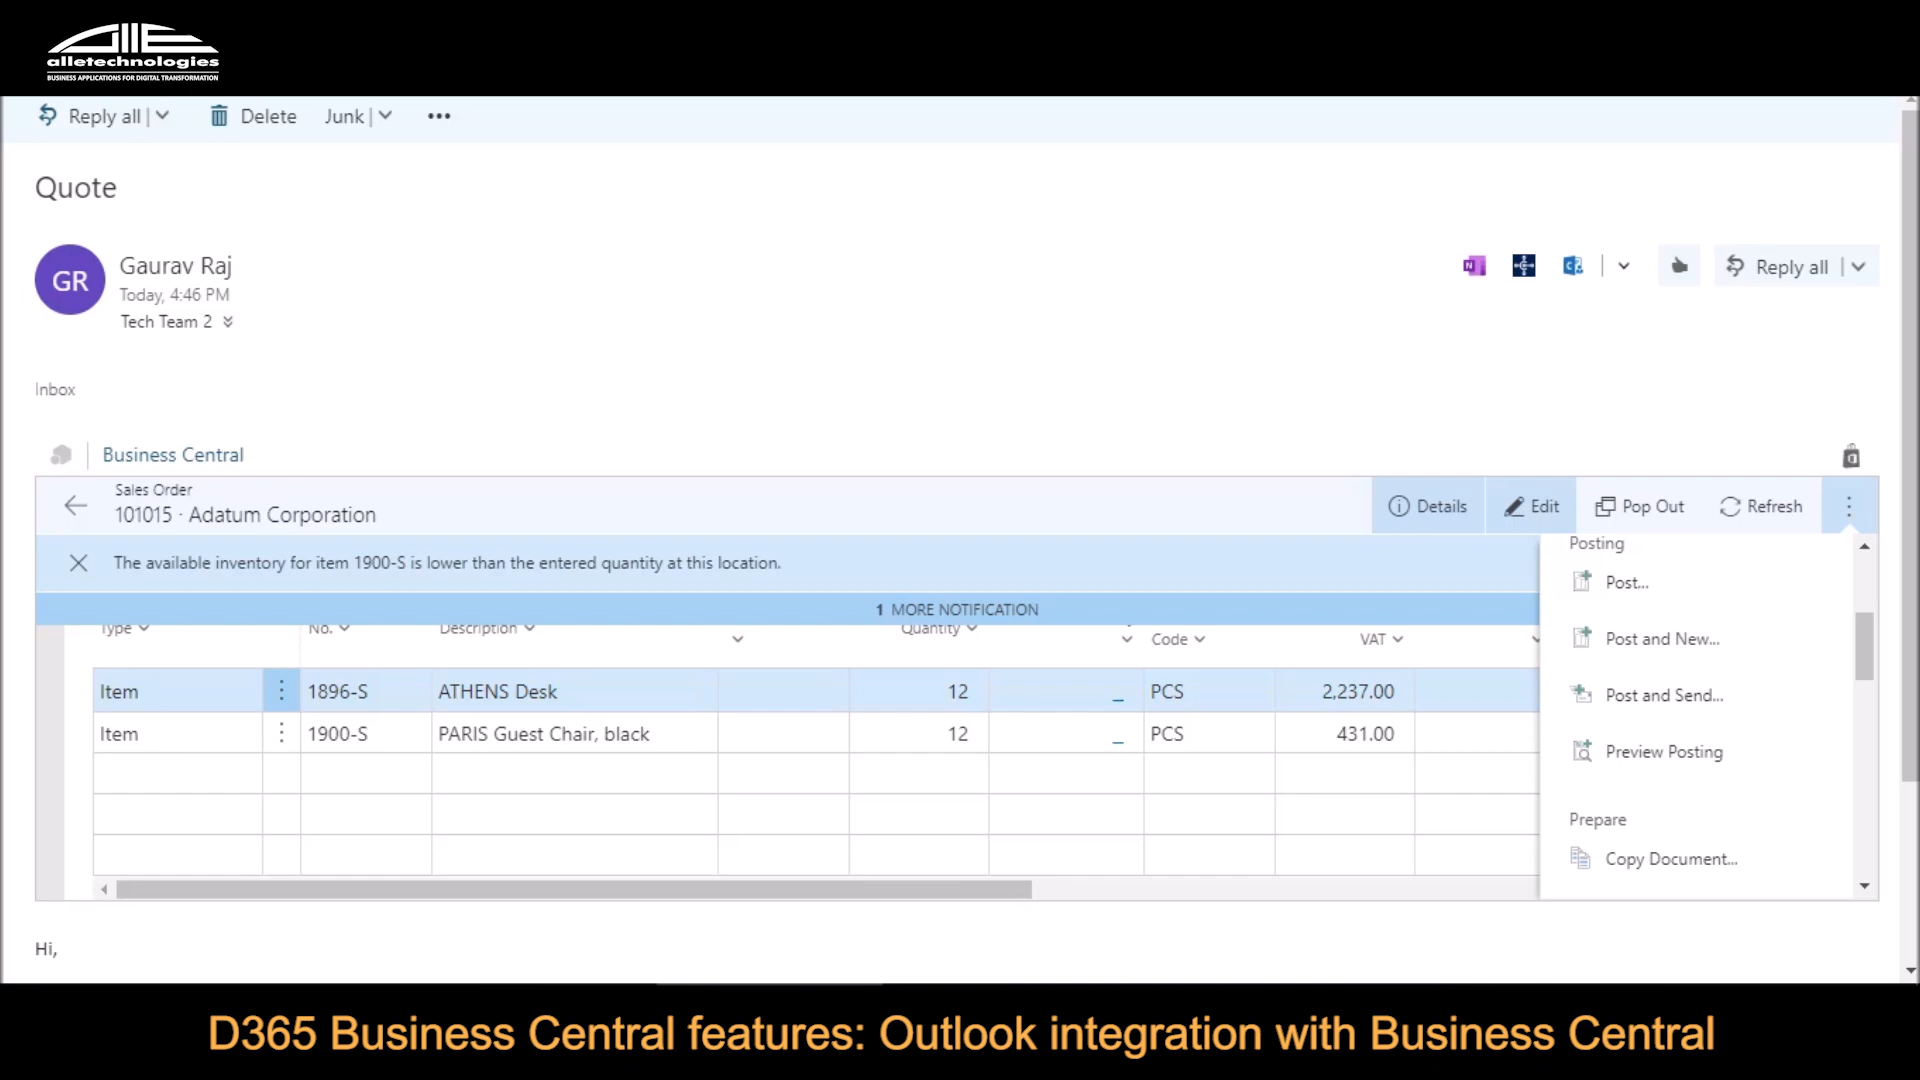 alletechnologies
BUSINESS APPLICATIONS FOR DIGITAL TRANSFORMATION
Reply all | Delete Junk | •••
Quote
GR
Gaurav Raj
Today, 4:46 PM
Tech Team 2
Reply all
Inbox
Business Central
Sales Order
101015 · Adatum Corporation
Details Edit Pop Out Refresh
The available inventory for item 1900-S is lower than the entered quantity at this location.
1 MORE NOTIFICATION
Type No. Description Quantity Code VAT
Item 1896-S ATHENS Desk 12 _ PCS 2,237.00
Item 1900-S PARIS Guest Chair, black 12 _ PCS 431.00
Posting
Post...
Post and New...
Post and Send...
Preview Posting
Prepare
Copy Document...
Hi,
D365 Business Central features: Outlook integration with Business Central